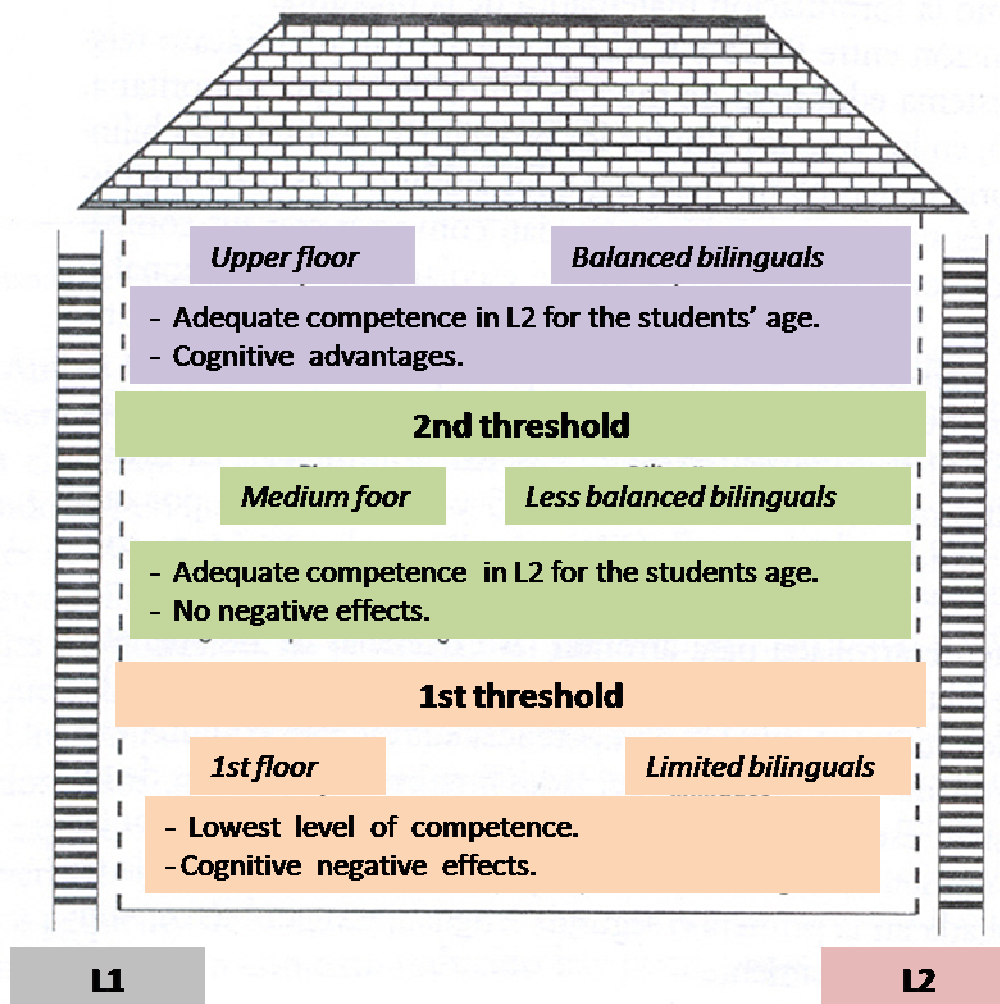 Upper floor
Balanced bilinguals
- Adequate competence in L2 for the students’ age.
- Cognitive advantages.
2nd threshold
Medium foor
Less balanced bilinguals
- Adequate competence in L2 for the students age.
- No negative effects.
1st threshold
1st floor
Limited bilinguals
- Lowest level of competence.
- Cognitive negative effects.
L1
L2